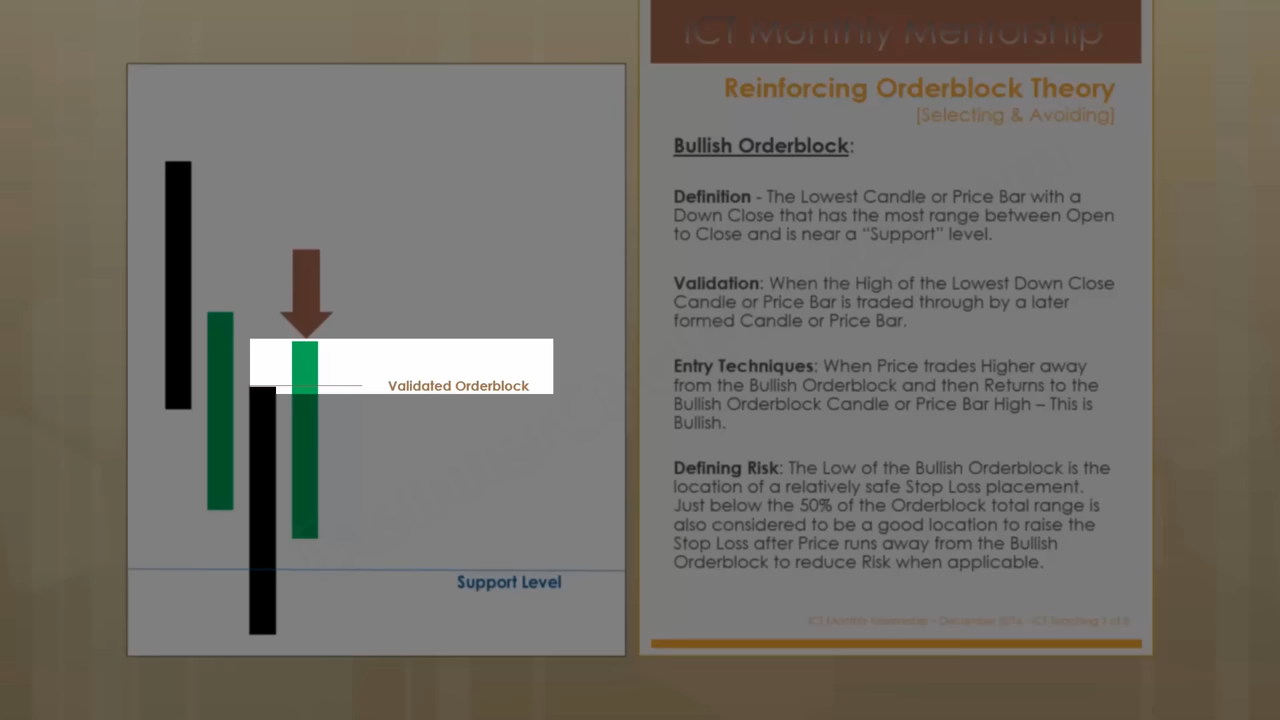 Validated Orderblock
Support Level
ICT Monthly Mentorship
Reinforcing Orderblock Theory
[Selecting & Avoiding]
Bullish Orderblock:
Definition - The Lowest Candle or Price Bar with a
Down Close that has the most range between Open
to Close and is near a “Support” level.
Validation: When the High of the Lowest Down Close
Candle or Price Bar is traded through by a later
formed Candle or Price Bar.
Entry Techniques: When Price trades Higher away
from the Bullish Orderblock and then Returns to the
Bullish Orderblock Candle or Price Bar High – This is
Bullish.
Defining Risk: The Low of the Bullish Orderblock is the
location of a relatively safe Stop Loss placement.
Just below the 50% of the Orderblock total range is
also considered to be a good location to raise the
Stop Loss after Price runs away from the Bullish
Orderblock to reduce Risk when applicable.
ICT Monthly Mentorship - December 2016 - ICT Teaching